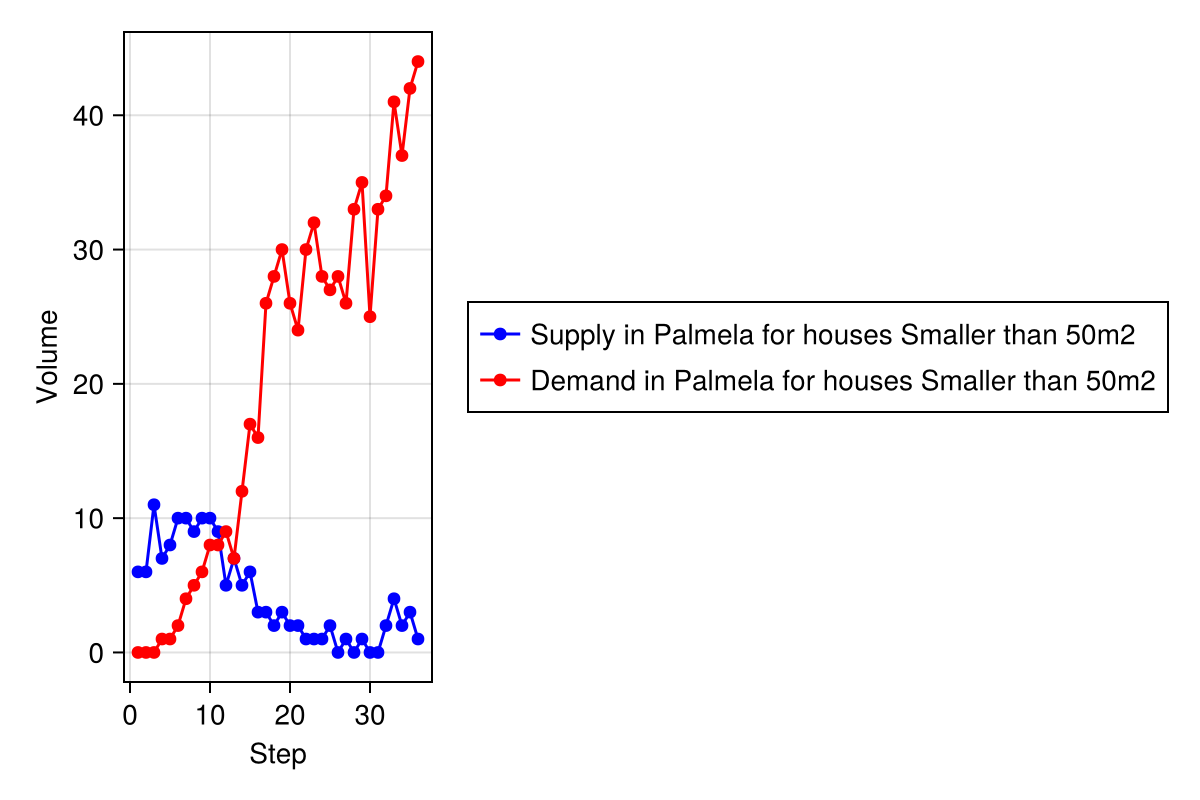 Volume
40
30
20
10
0
0 10 20 30
Step
Supply in Palmela for houses Smaller than 50m2
Demand in Palmela for houses Smaller than 50m2